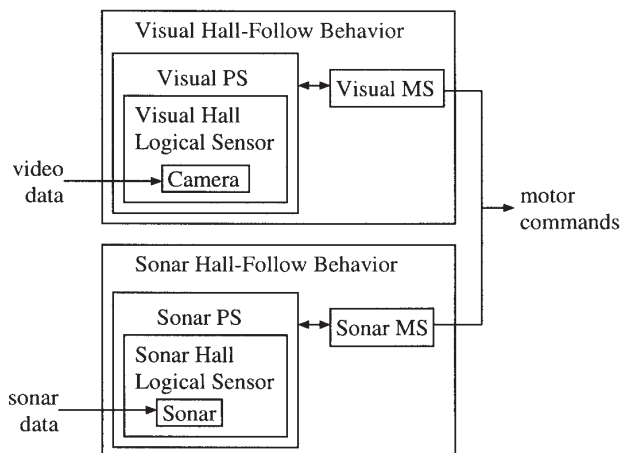 Visual Hall-Follow Behavior
Visual PS
Visual MS
Visual Hall
Logical Sensor
Camera
video
data
motor
commands
Sonar Hall-Follow Behavior
Sonar PS
Sonar MS
Sonar Hall
Logical Sensor
Sonar
sonar
data